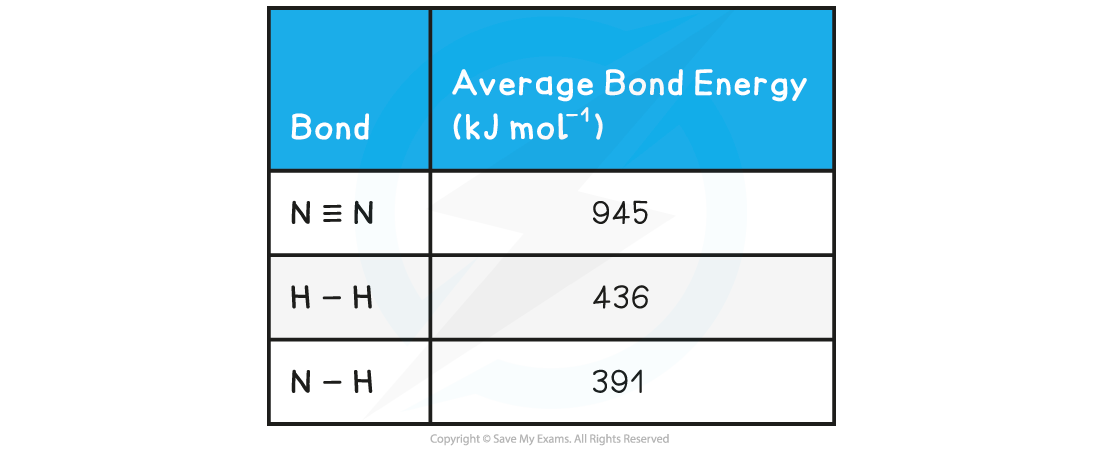 Bond
Average Bond Energy
(kJ mol⁻¹)
N ≡ N
945
H – H
436
N – H
391
Copyright © Save My Exams. All Rights Reserved